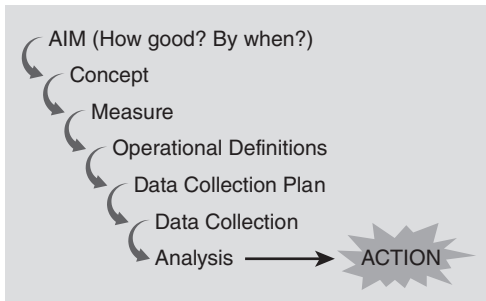 AIM (How good? By when?)
Concept
Measure
Operational Definitions
Data Collection Plan
Data Collection
Analysis
ACTION